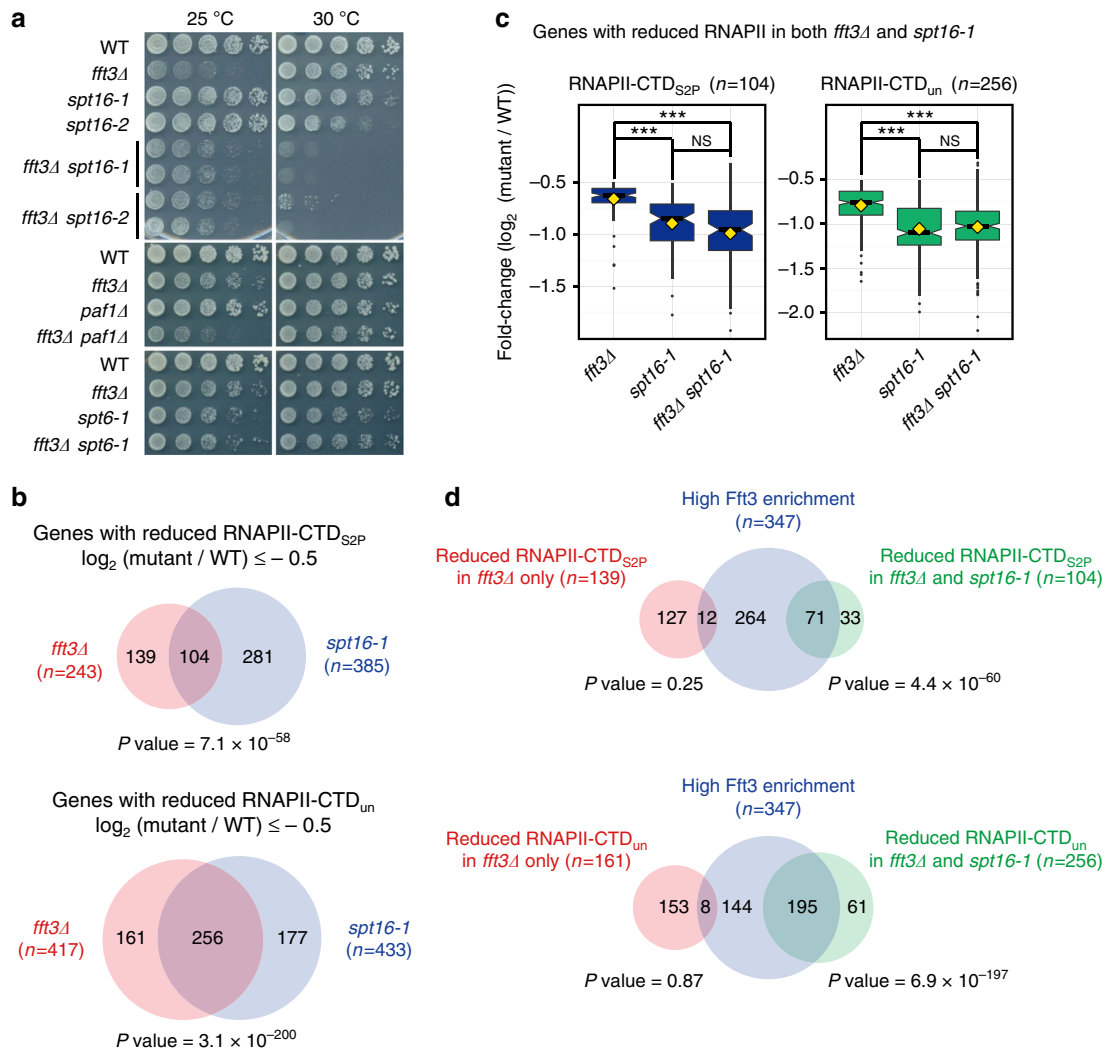 a
25 °C 30 °C
WT
fft3Δ
spt16-1
spt16-2
fft3Δ spt16-1
fft3Δ spt16-2
WT
fft3Δ
paf1Δ
fft3Δ paf1Δ
WT
fft3Δ
spt6-1
fft3Δ spt6-1
b
Genes with reduced RNAPII-CTD_S2P
log₂ (mutant / WT) ≤ – 0.5
fft3Δ
(n=243)
139 104 281
spt16-1
(n=385)
P value = 7.1 × 10⁻⁵⁸
Genes with reduced RNAPII-CTD_un
log₂ (mutant / WT) ≤ – 0.5
fft3Δ
(n=417)
161 256 177
spt16-1
(n=433)
P value = 3.1 × 10⁻²⁰⁰
c
Genes with reduced RNAPII in both fft3Δ and spt16-1
Fold-change (log₂ (mutant / WT))
RNAPII-CTD_S2P (n=104)
***
*** NS
–0.5
–1.0
–1.5
fft3Δ
spt16-1
fft3Δ spt16-1
RNAPII-CTD_un (n=256)
***
*** NS
–0.5
–1.0
–1.5
–2.0
fft3Δ
spt16-1
fft3Δ spt16-1
d
High Fft3 enrichment
(n=347)
Reduced RNAPII-CTD_S2P
in fft3Δ only (n=139)
Reduced RNAPII-CTD_S2P
in fft3Δ and spt16-1 (n=104)
127 12 264 71 33
P value = 0.25
P value = 4.4 × 10⁻⁶⁰
High Fft3 enrichment
(n=347)
Reduced RNAPII-CTD_un
in fft3Δ only (n=161)
Reduced RNAPII-CTD_un
in fft3Δ and spt16-1 (n=256)
153 8 144 195 61
P value = 0.87
P value = 6.9 × 10⁻¹⁹⁷